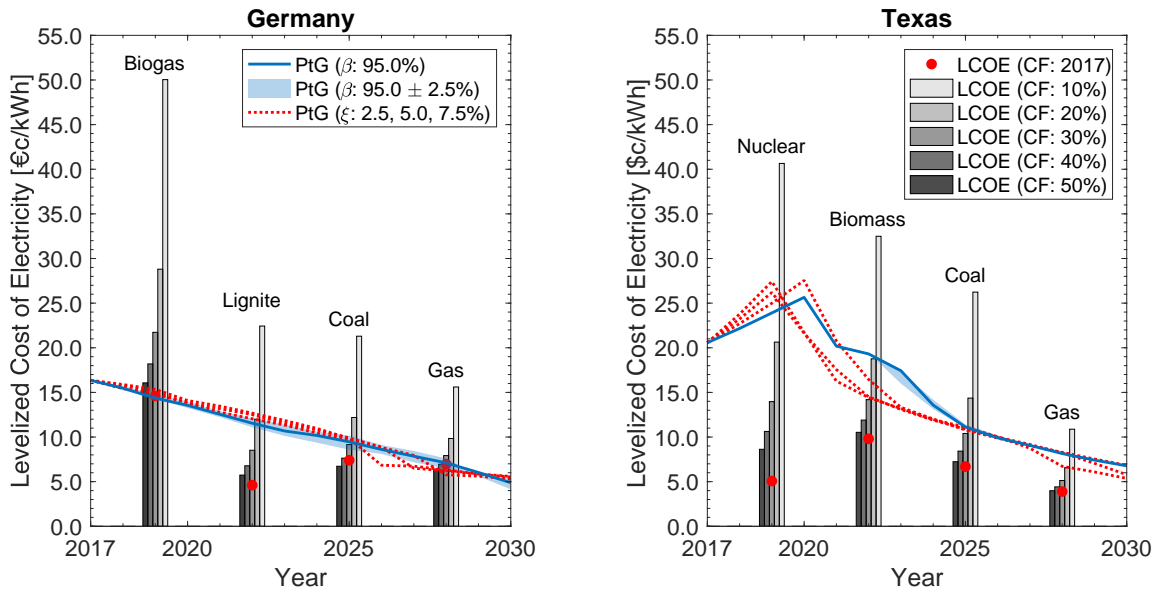 Germany
Levelized Cost of Electricity [€c/kWh]
55.0
50.0
45.0
40.0
35.0
30.0
25.0
20.0
15.0
10.0
5.0
0.0
Biogas
Lignite
Coal
Gas
PtG (β: 95.0%)
PtG (β: 95.0 ± 2.5%)
PtG (ξ: 2.5, 5.0, 7.5%)
2017 2020 2025 2030
Year
Texas
Levelized Cost of Electricity [$c/kWh]
55.0
50.0
45.0
40.0
35.0
30.0
25.0
20.0
15.0
10.0
5.0
0.0
Nuclear
Biomass
Coal
Gas
LCOE (CF: 2017)
LCOE (CF: 10%)
LCOE (CF: 20%)
LCOE (CF: 30%)
LCOE (CF: 40%)
LCOE (CF: 50%)
2017 2020 2025 2030
Year